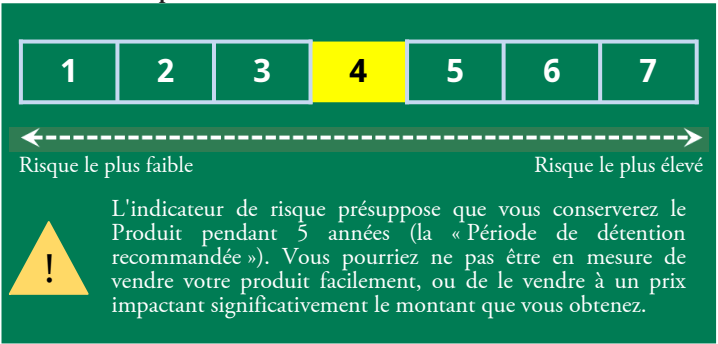 1 2 3 4 5 6 7
Risque le plus faible Risque le plus élevé
L'indicateur de risque présuppose que vous conserverez le
Produit pendant 5 années (la « Période de détention
recommandée »). Vous pourriez ne pas être en mesure de
vendre votre produit facilement, ou de le vendre à un prix
impactant significativement le montant que vous obtenez.
!